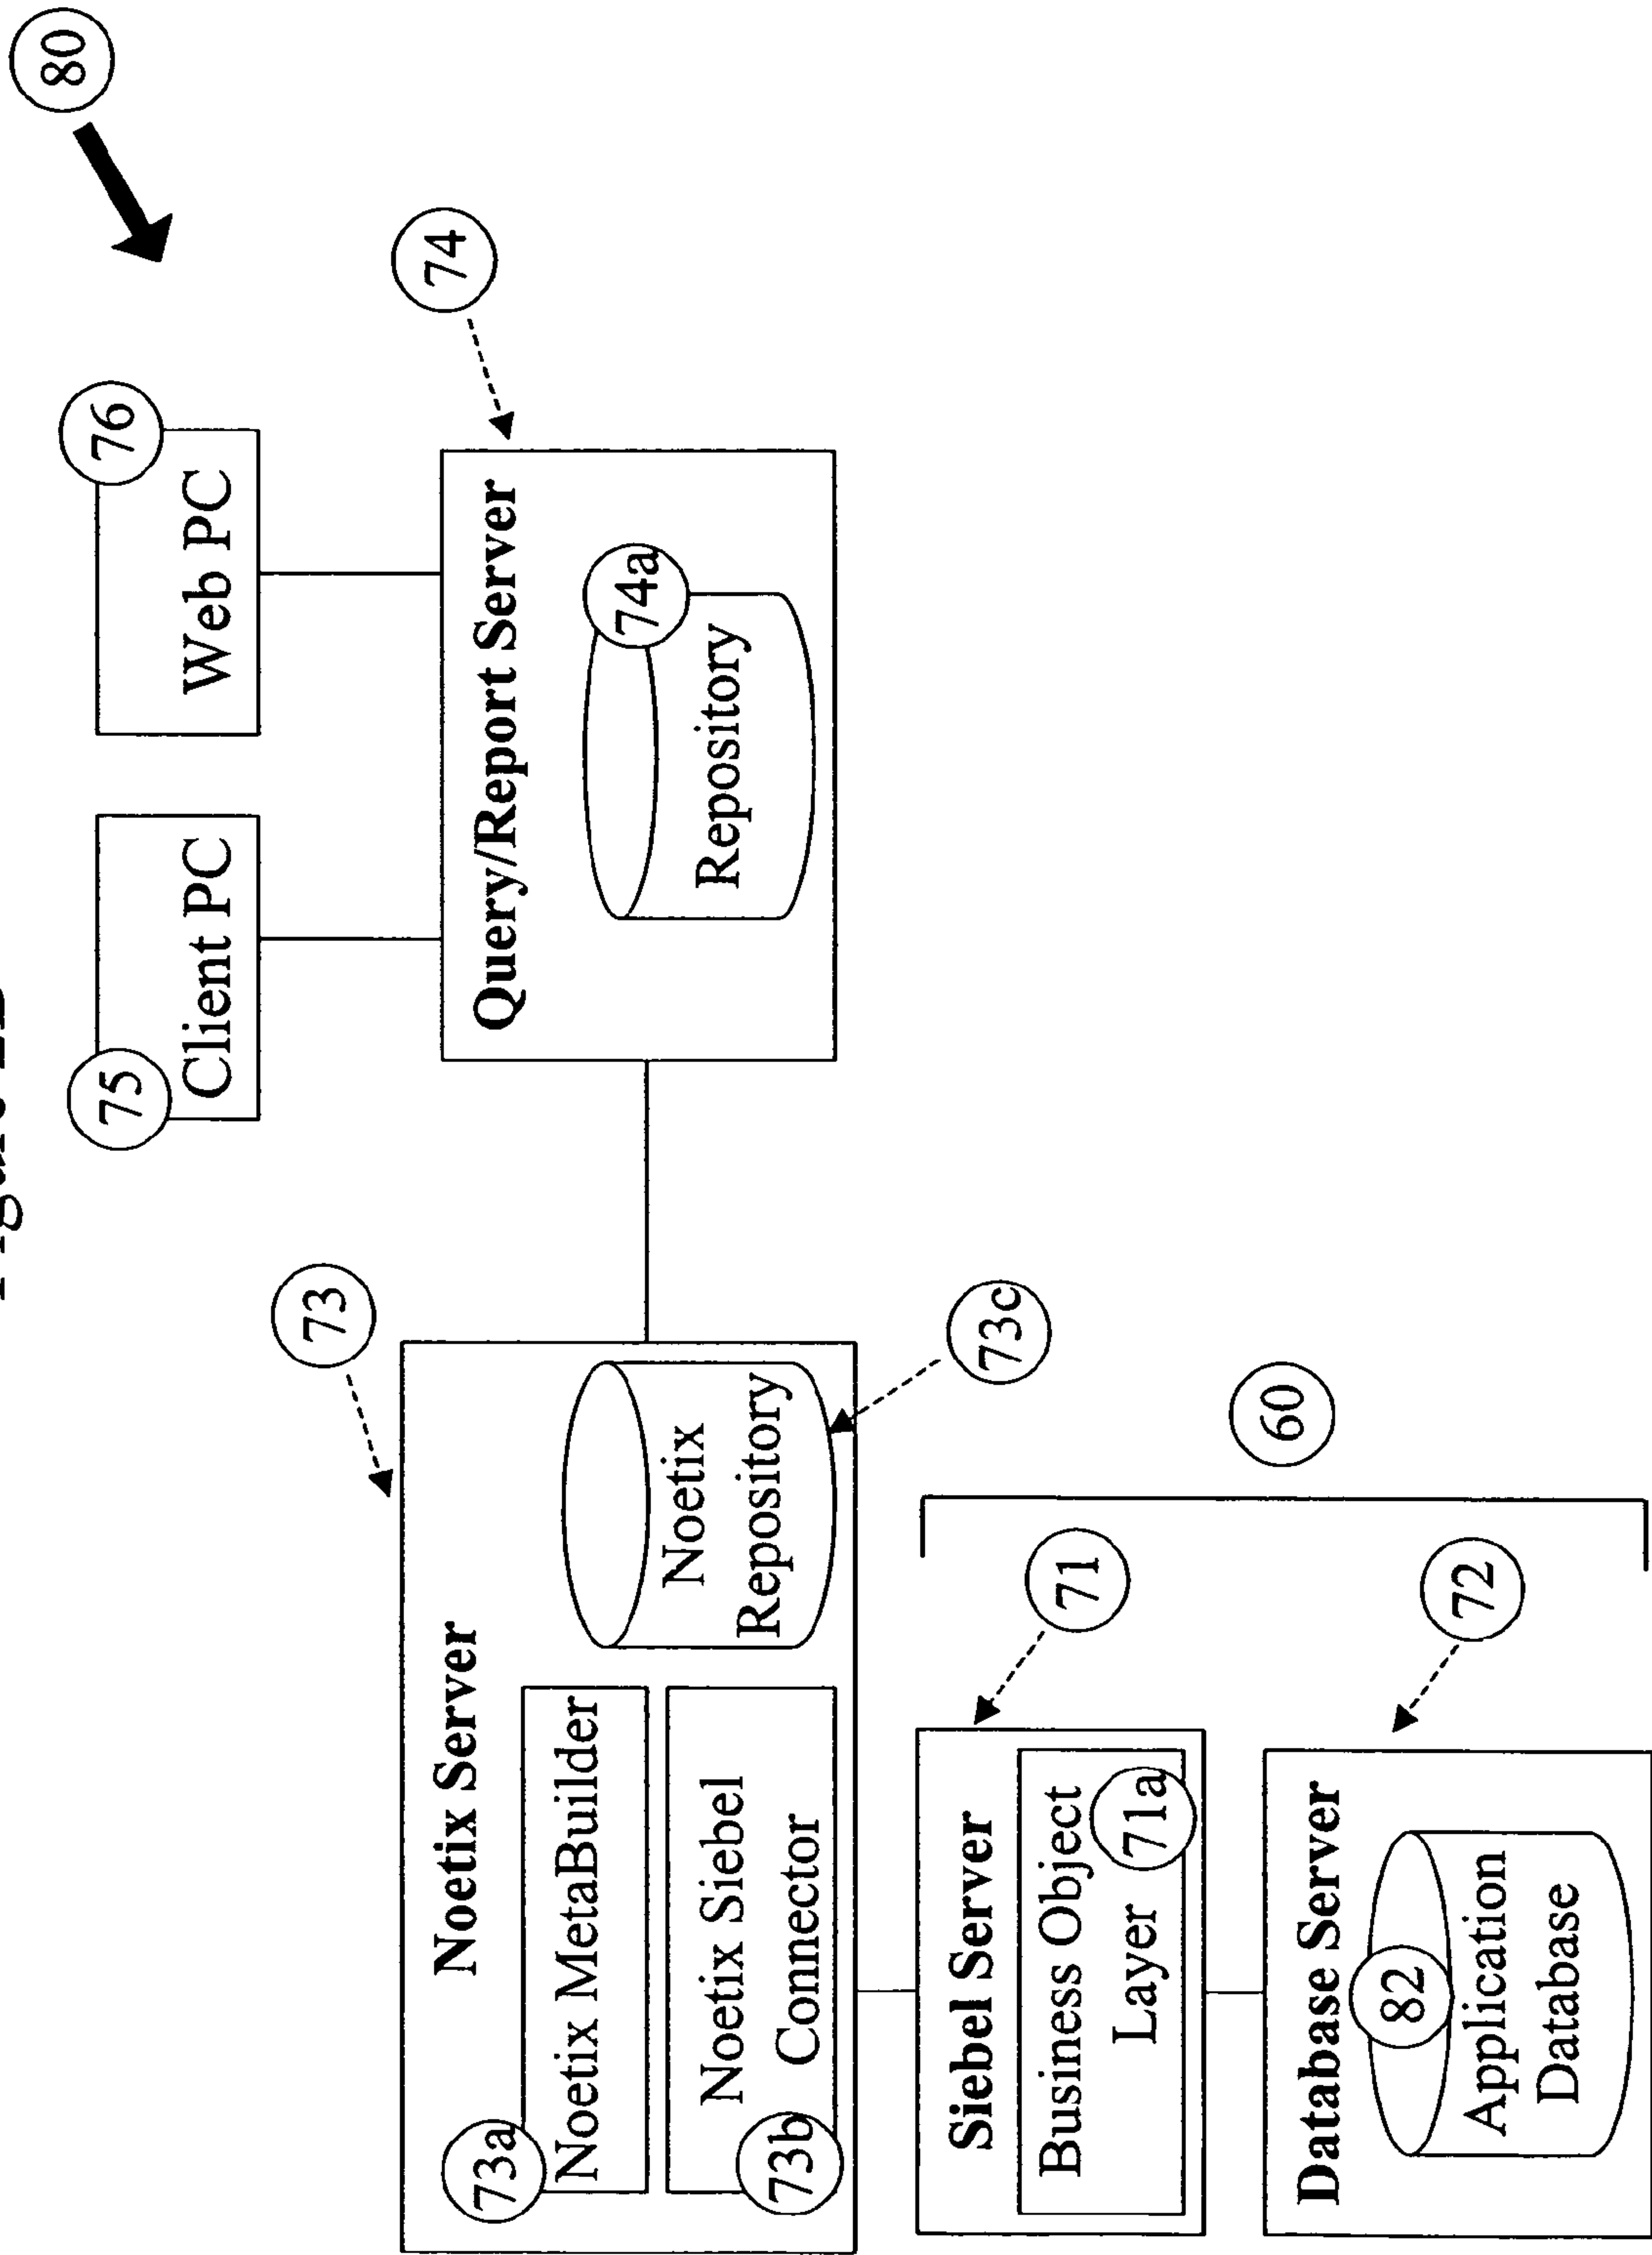 80
76
Web PC
75
Client PC
74
Query/Report Server
74a
Repository
73
Noetix Server
73a
Noetix MetaBuilder
73b
Noetix Siebel
Connector
Noetix
Repository
73c
60
71
Siebel Server
Business Object
Layer
71a
72
Database Server
82
Application
Database